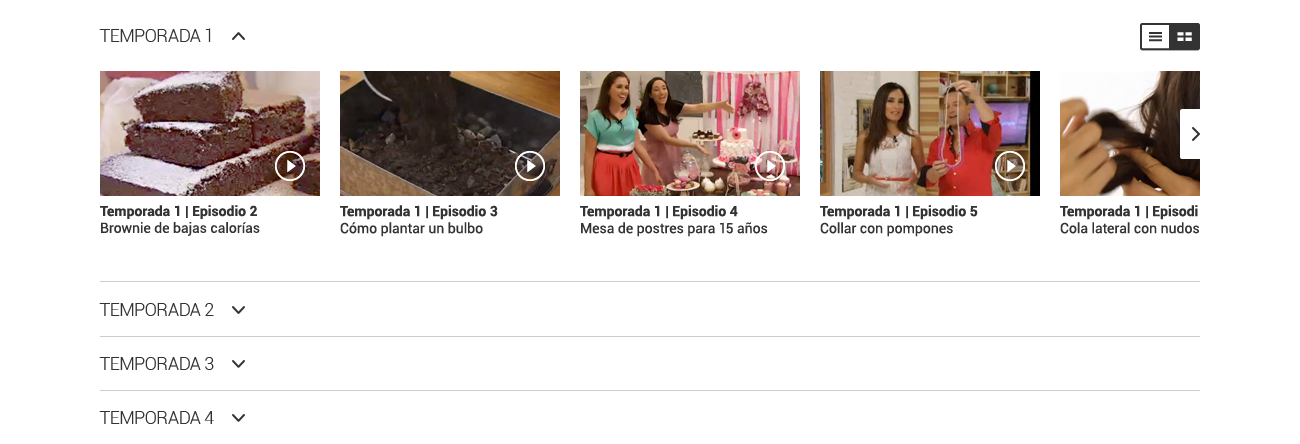 TEMPORADA 1
Temporada 1 | Episodio 2
Brownie de bajas calorías
Temporada 1 | Episodio 3
Cómo plantar un bulbo
Temporada 1 | Episodio 4
Mesa de postres para 15 años
Temporada 1 | Episodio 5
Collar con pompones
Temporada 1 | Episodi
Cola lateral con nudos
TEMPORADA 2
TEMPORADA 3
TEMPORADA 4